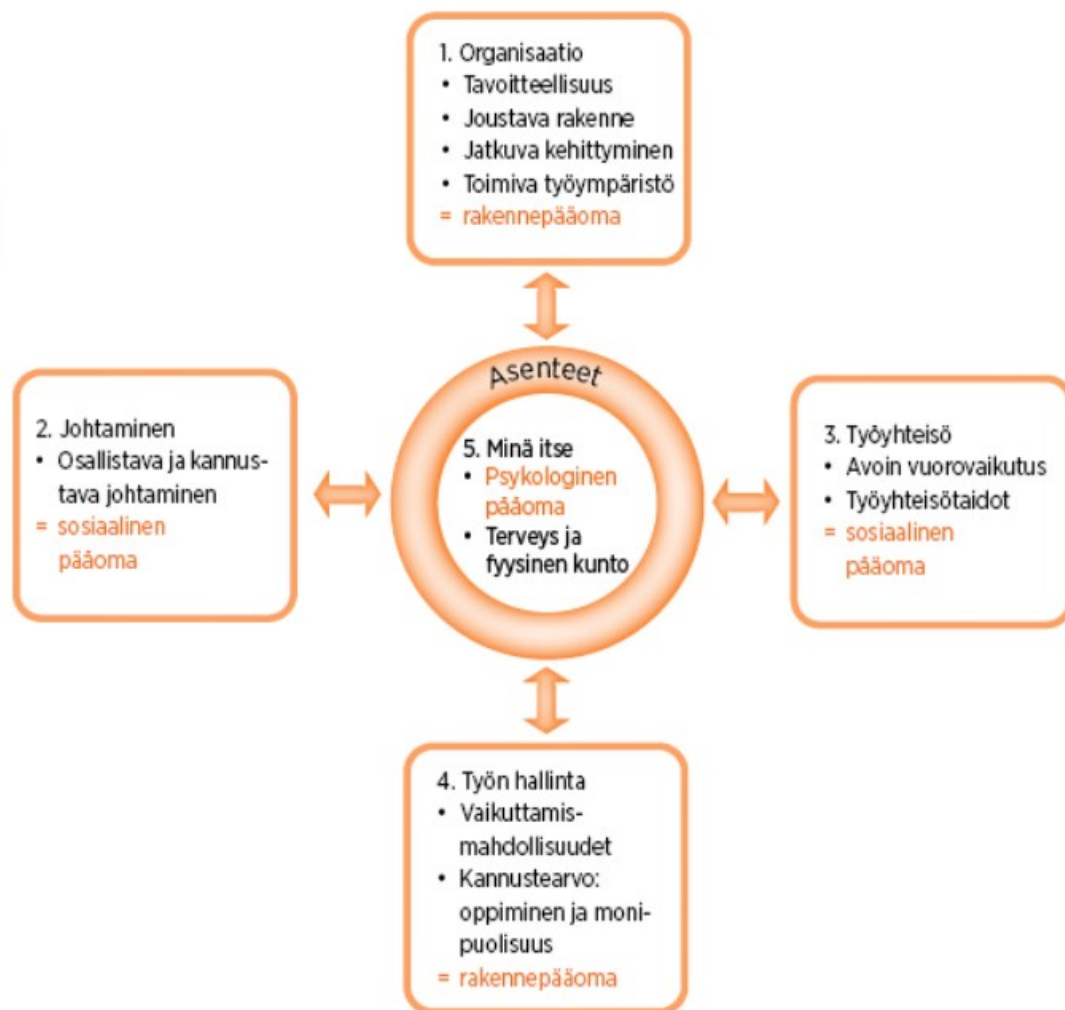 1. Organisaatio
• Tavoitteellisuus
• Joustava rakenne
• Jatkuva kehittyminen
• Toimiva työympäristö
= rakennepääoma
2. Johtaminen
• Osallistava ja kannus-
tava johtaminen
= sosiaalinen
pääoma
Asenteet
5. Minä itse
• Psykologinen
pääoma
• Terveys ja
fyysinen kunto
3. Työyhteisö
• Avoin vuorovaikutus
• Työyhteisötaidot
= sosiaalinen
pääoma
4. Työn hallinta
• Vaikuttamis-
mahdollisuudet
• Kannustearvo:
oppiminen ja moni-
puolisuus
= rakennepääoma